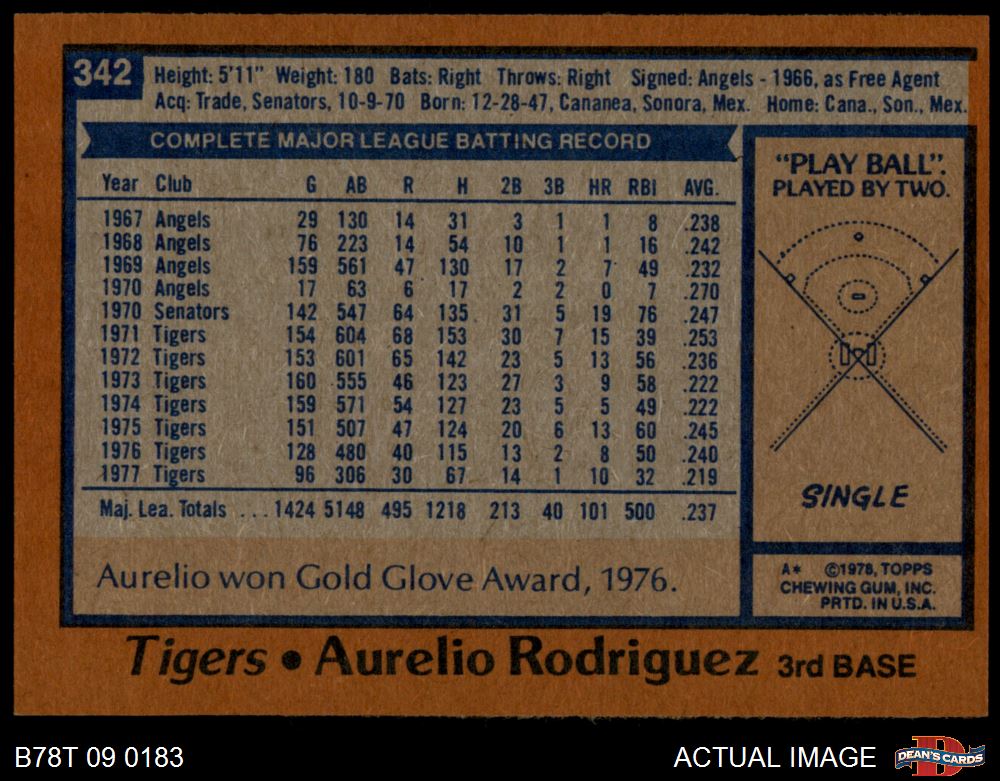 342
Height: 5'11" Weight: 180 Bats: Right Throws: Right Signed: Angels - 1966, as Free Agent
Acq: Trade, Senators, 10-9-70 Born: 12-28-47, Cananea, Sonora, Mex. Home: Cana., Son., Mex.
COMPLETE MAJOR LEAGUE BATTING RECORD
Year Club G AB R H 2B 3B HR RBI AVG.
1967 Angels 29 130 14 31 3 1 1 8 .238
1968 Angels 76 223 14 54 10 1 1 16 .242
1969 Angels 159 561 47 130 17 2 7 49 .232
1970 Angels 17 63 6 17 2 2 0 7 .270
1970 Senators 142 547 64 135 31 5 19 76 .247
1971 Tigers 154 604 68 153 30 7 15 39 .253
1972 Tigers 153 601 65 142 23 5 13 56 .236
1973 Tigers 160 555 46 123 27 3 9 58 .222
1974 Tigers 159 571 54 127 23 5 5 49 .222
1975 Tigers 151 507 47 124 20 6 13 60 .245
1976 Tigers 128 480 40 115 13 2 8 50 .240
1977 Tigers 96 306 30 67 14 1 10 32 .219
Maj. Lea. Totals ... 1424 5148 495 1218 213 40 101 500 .237
Aurelio won Gold Glove Award, 1976.
"PLAY BALL".
PLAYED BY TWO.
SINGLE
A* ©1978, TOPPS
CHEWING GUM, INC.
PRTD. IN U.S.A.
Tigers • Aurelio Rodriguez 3rd BASE
B78T 09 0183
ACTUAL IMAGE
D
DEAN'S CARDS